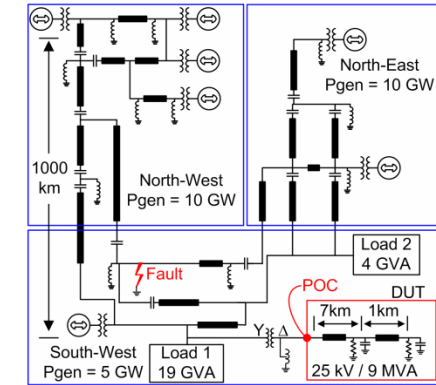 North-East
Pgen = 10 GW
1000
km
North-West
Pgen = 10 GW
Fault
Load 2
4 GVA
POC
DUT
7km
1km
Y
Δ
South-West
Pgen = 5 GW
Load 1
19 GVA
25 kV / 9 MVA